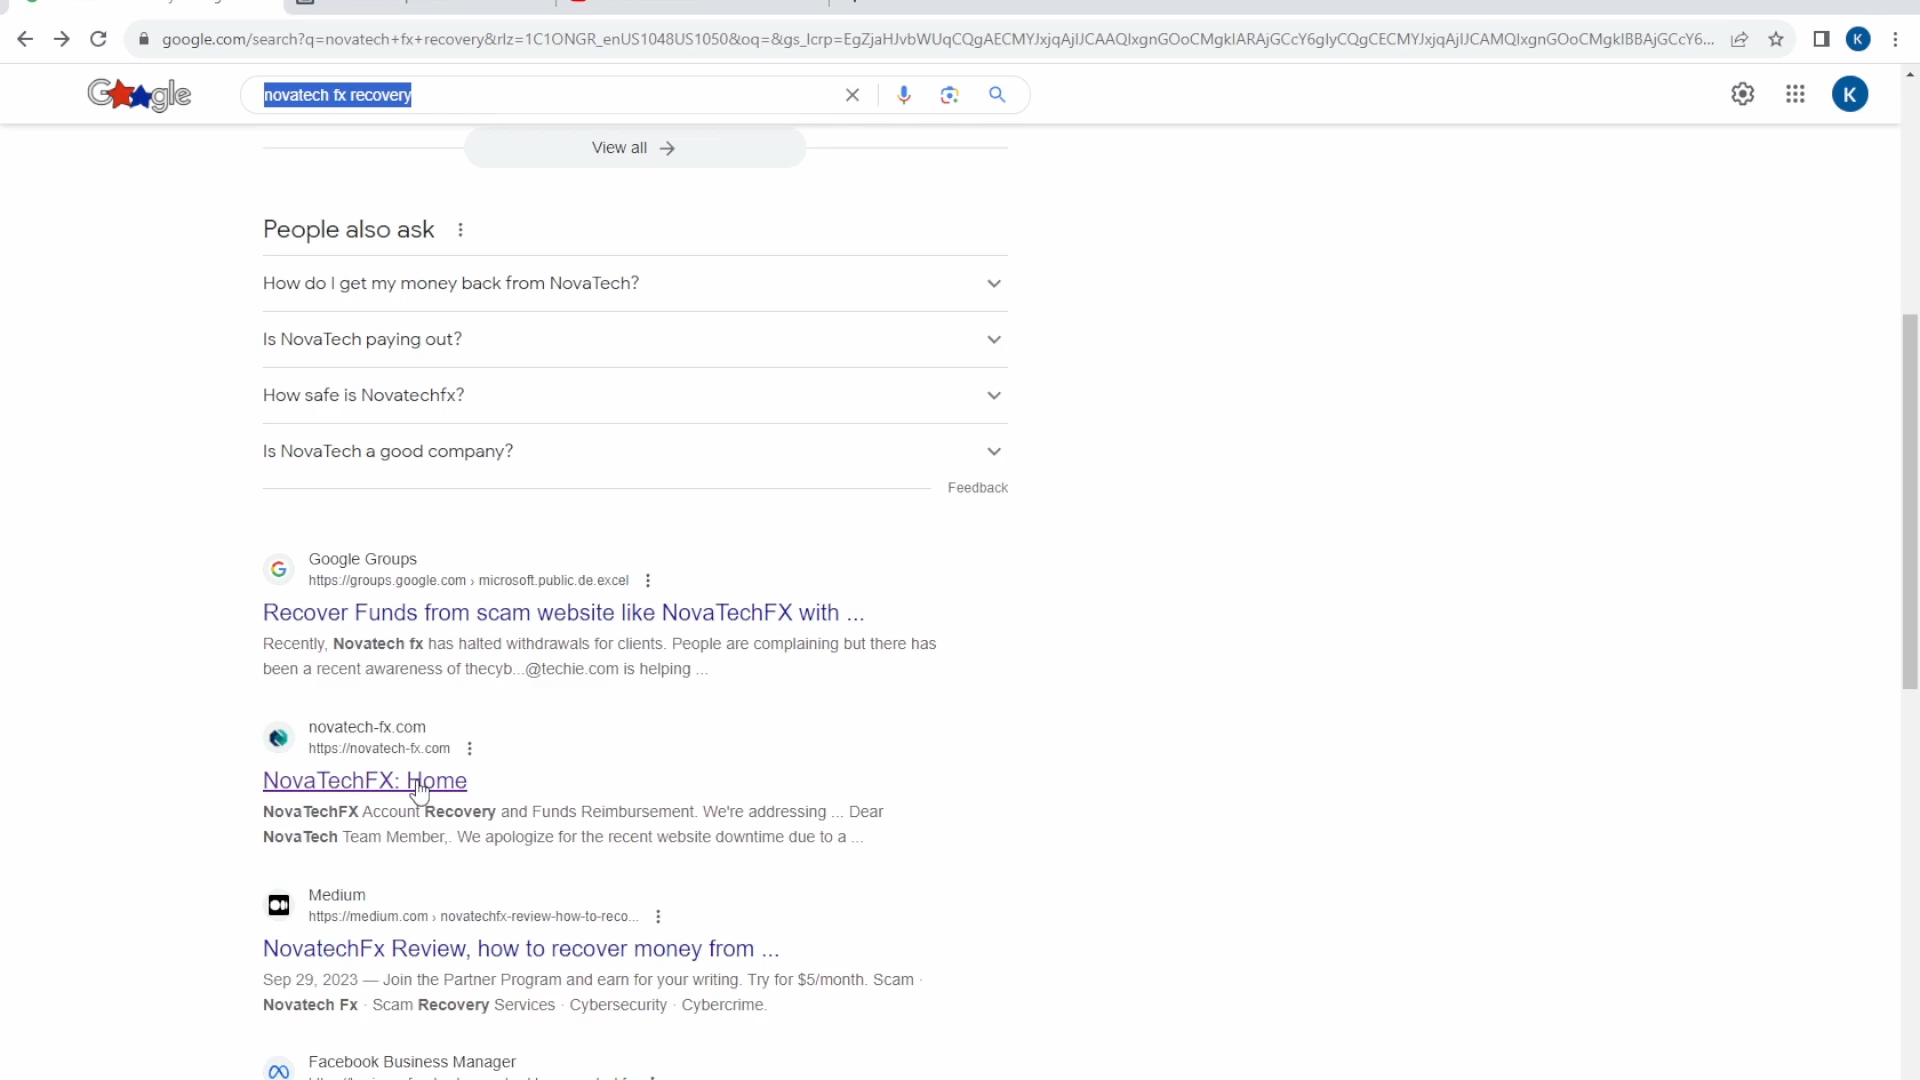 google.com/search?q=novatech+fx+recovery&rlz=1C1ONGR_enUS1048US1050&oq=&gs_lcrp=EgZjaHJvbWUqCQgAECMYJxjqAjIJCAAQIxgnGOoCMgkIARAjGCcY6gIyCQgCECMYJxjqAjIJCAMQIxgnGOoCMgkIBBAjGCcY6...
K
Google
novatech fx recovery
K
View all
People also ask
How do I get my money back from NovaTech?
Is NovaTech paying out?
How safe is Novatechfx?
Is NovaTech a good company?
Feedback
Google Groups
https://groups.google.com › microsoft.public.de.excel
Recover Funds from scam website like NovaTechFX with ...
Recently, Novatech fx has halted withdrawals for clients. People are complaining but there has
been a recent awareness of thecyb...@techie.com is helping ...
novatech-fx.com
https://novatech-fx.com
NovaTechFX: Home
NovaTechFX Account Recovery and Funds Reimbursement. We're addressing ... Dear
NovaTech Team Member,. We apologize for the recent website downtime due to a ...
Medium
https://medium.com › novatechfx-review-how-to-reco...
NovatechFx Review, how to recover money from ...
Sep 29, 2023 — Join the Partner Program and earn for your writing. Try for $5/month. Scam ·
Novatech Fx · Scam Recovery Services · Cybersecurity · Cybercrime.
Facebook Business Manager